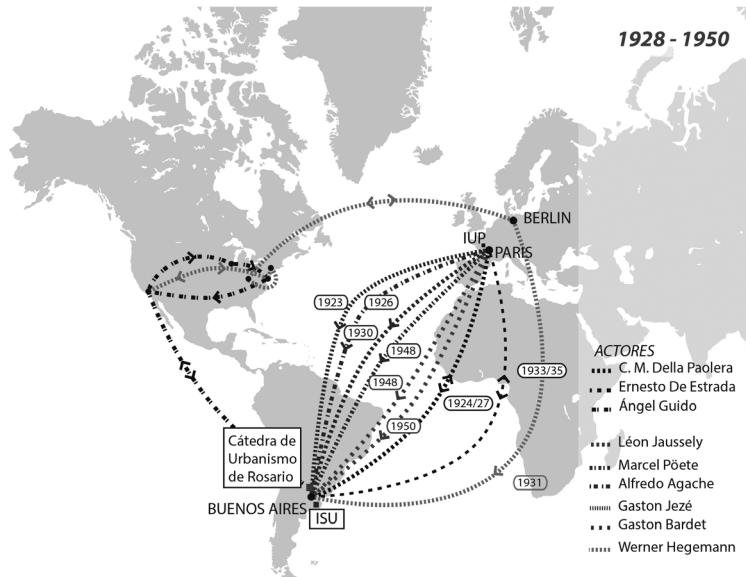 1928 - 1950
BERLIN
IUP
PARÍS
1923
1926
1930
1948
1948
1933/35
1924/27
1950
1931
Cátedra de
Urbanismo
de Rosario
BUENOS AIRES
ISU
ACTORES
C. M. Della Paolera
Ernesto De Estrada
Ángel Guido
Léon Jaussely
Marcel Pöete
Alfredo Agache
Gaston Jezé
Gaston Bardet
Werner Hegemann